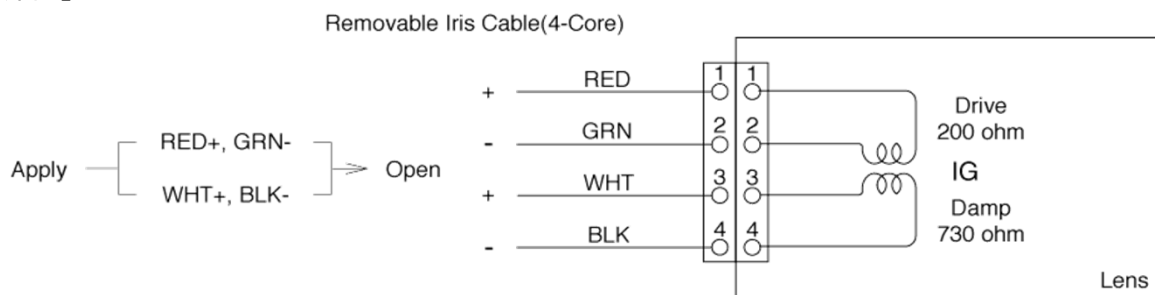 Removable Iris Cable(4-Core)
+ RED 1 1
Drive
200 ohm
- GRN 2 2
Apply RED+, GRN- Open
WHT+, BLK-
IG
+ WHT 3 3
Damp
730 ohm
- BLK 4 4
Lens